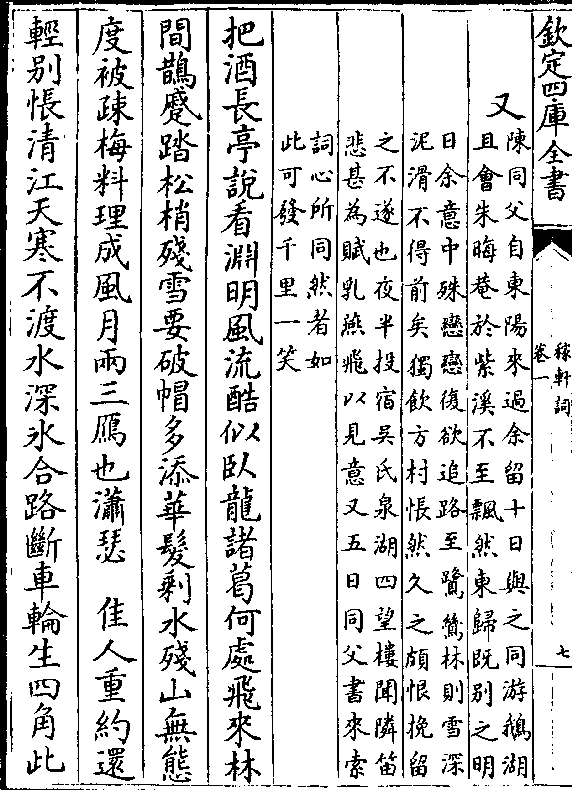 欽定四庫全書
稼軒詞
卷一
七
又
陳同父自東陽來過余留十日與之同游鵝湖
且會朱晦菴於紫溪不至飄然東歸既別之明
日余意中殊戀戀復欲追路至鷺鷥林則雪深
泥滑不得前矣獨飲方村悵然久之頗恨挽留
之不遂也夜半投宿吳氏泉湖四望樓聞隣笛
悲甚為賦乳燕飛以見意又五日同父書來索
詞心所同然者如
此可發千里一笑
把酒長亭說看淵明風流酷似臥龍諸葛何處飛來林
間鵲蹙踏松梢殘雪要破帽多添華髮剩水殘山無態
度被疎梅料理成風月兩三鴈也瀟瑟　佳人重約還
輕別悵清江天寒不渡水深氷合路斷車輪生四角此